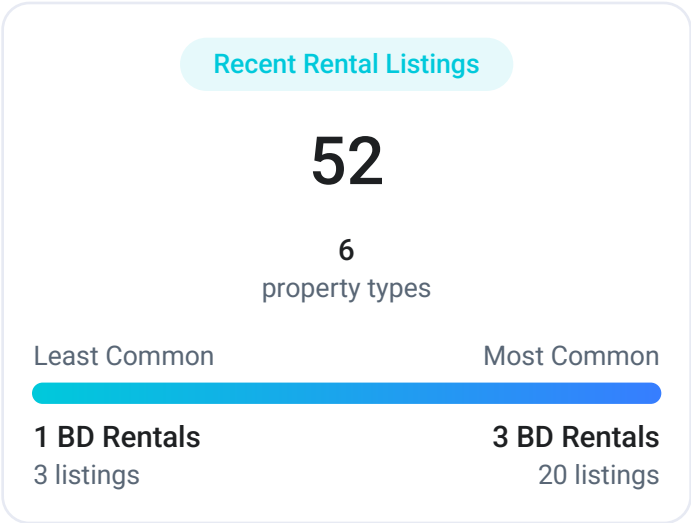 Recent Rental Listings
52
6
property types
Least Common Most Common
1 BD Rentals 3 BD Rentals
3 listings 20 listings